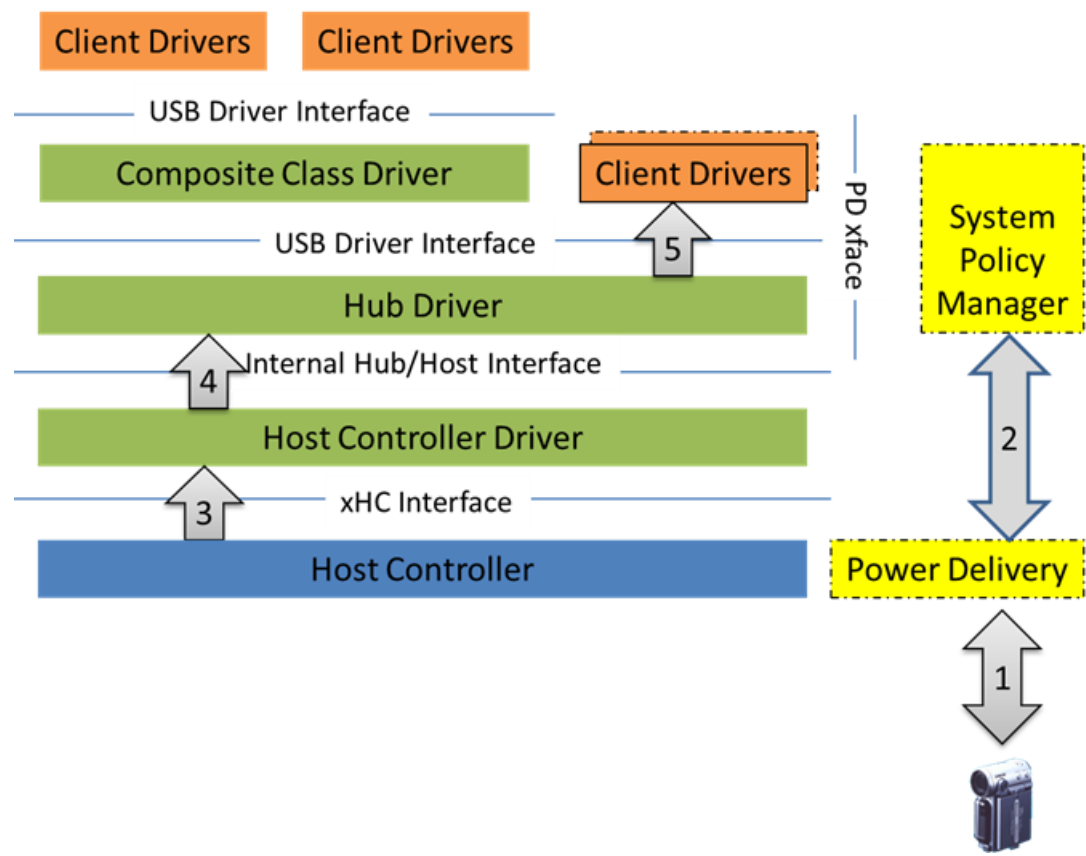 Client Drivers
Client Drivers
USB Driver Interface
Composite Class Driver
Client Drivers
PD xface
System
Policy
Manager
USB Driver Interface
5
Hub Driver
Internal Hub/Host Interface
4
Host Controller Driver
2
xHC Interface
3
Host Controller
Power Delivery
1